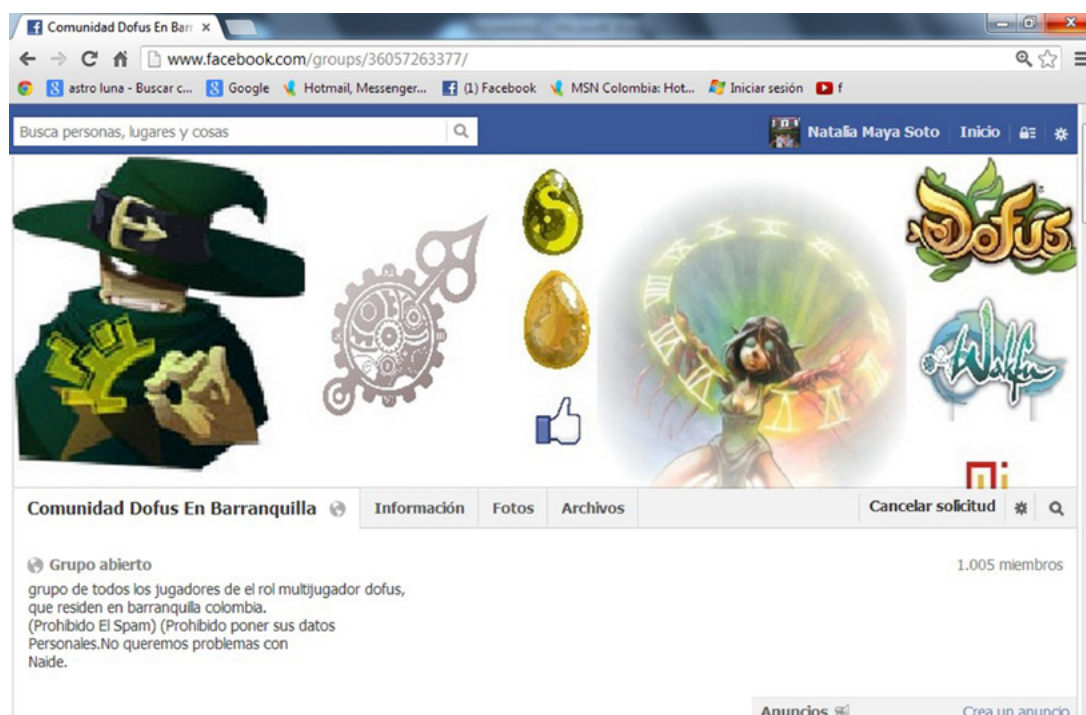 Comunidad Dofus En Barr
www.facebook.com/groups/36057263377/
astro luna - Buscar c... Google Hotmail, Messenger... (1) Facebook MSN Colombia: Hot... Iniciar sesión f
Busca personas, lugares y cosas
Natalia Maya Soto Inicio
Dofus
Wakfu
Comunidad Dofus En Barranquilla Información Fotos Archivos Cancelar solicitud
Grupo abierto 1.005 miembros
grupo de todos los jugadores de el rol multijugador dofus,
que residen en barranquilla colombia.
(Prohibido El Spam) (Prohibido poner sus datos
Personales.No queremos problemas con
Naide.
Anuncios Crea un anuncio